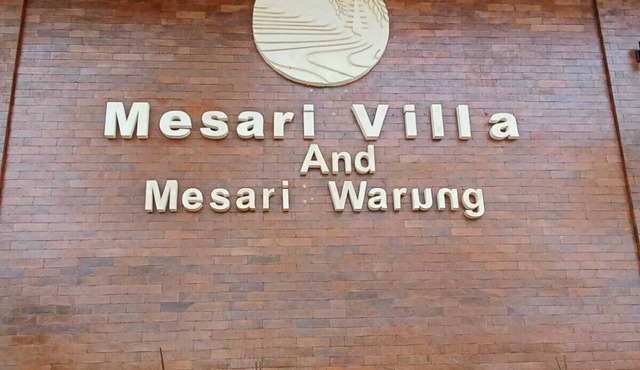 Mesari Villa
And
Mesari Warung